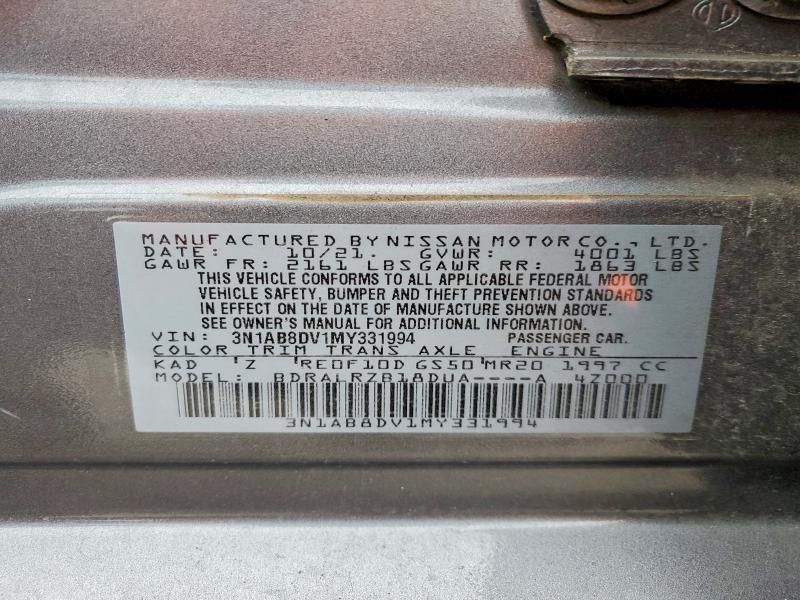 MANUFACTURED BY NISSAN MOTOR CO., LTD.
DATE: 10/21. GVWR: 4001 LBS
GAWR FR: 2161 LBS GAWR RR: 1863 LBS
THIS VEHICLE CONFORMS TO ALL APPLICABLE FEDERAL MOTOR
VEHICLE SAFETY, BUMPER AND THEFT PREVENTION STANDARDS
IN EFFECT ON THE DATE OF MANUFACTURE SHOWN ABOVE.
SEE OWNER'S MANUAL FOR ADDITIONAL INFORMATION.
VIN: 3N1AB8DV1MY331994 PASSENGER CAR.
COLOR TRIM TRANS AXLE ENGINE
KAD 'Z 'RE0F10D GS50'MR20 1997 CC
MODEL: BDRALRZB18DUA----A 4Z000
3N1AB8DV1MY331994